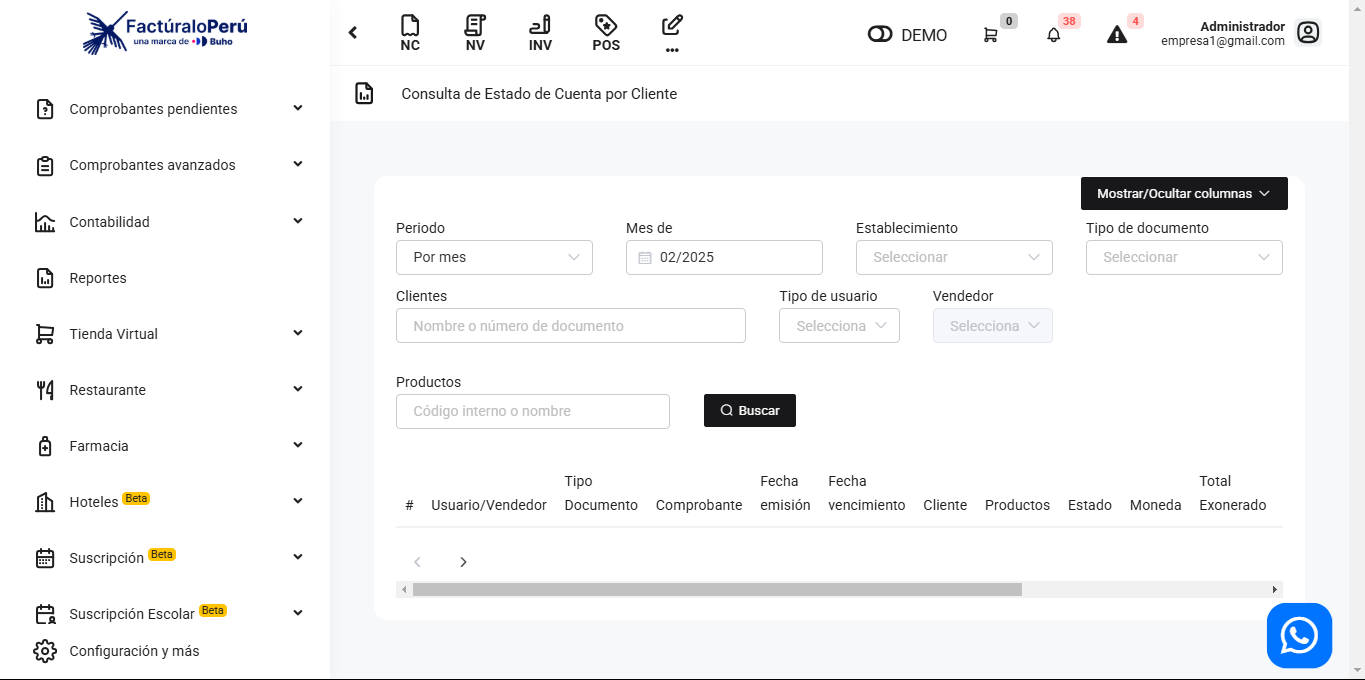 FactúraloPerú
una marca de Buho
NC
NV
INV
POS
...
DEMO
0
38
4
Administrador
empresa1@gmail.com
Comprobantes pendientes
Comprobantes avanzados
Contabilidad
Reportes
Tienda Virtual
Restaurante
Farmacia
Hoteles Beta
Suscripción Beta
Suscripción Escolar Beta
Configuración y más
Consulta de Estado de Cuenta por Cliente
Mostrar/Ocultar columnas
Periodo
Por mes
Mes de
02/2025
Establecimiento
Seleccionar
Tipo de documento
Seleccionar
Clientes
Nombre o número de documento
Tipo de usuario
Selecciona
Vendedor
Selecciona
Productos
Código interno o nombre
Buscar
#
Usuario/Vendedor
Tipo
Documento
Comprobante
Fecha
emisión
Fecha
vencimiento
Cliente
Productos
Estado
Moneda
Total
Exonerado